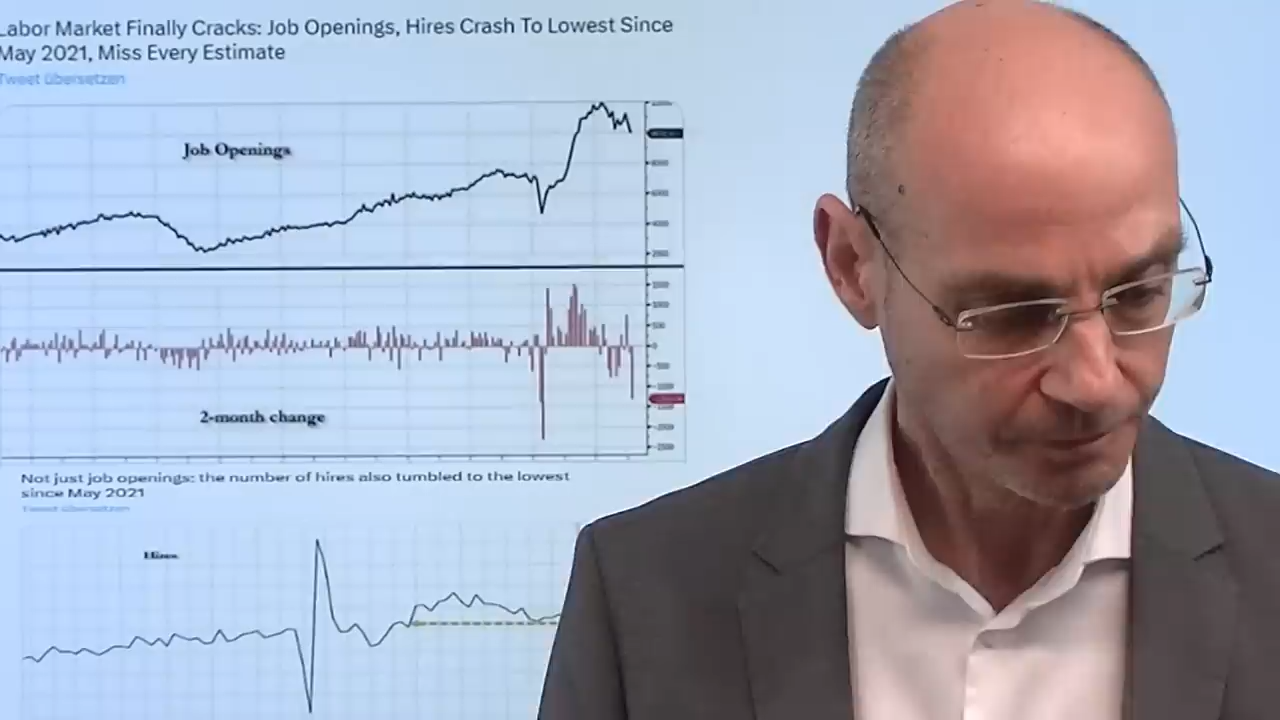 Labor Market Finally Cracks: Job Openings, Hires Crash To Lowest Since
May 2021, Miss Every Estimate
Tweet übersetzen
Job Openings
2-month change
Not just job openings: the number of hires also tumbled to the lowest
since May 2021
Tweet übersetzen
Hires